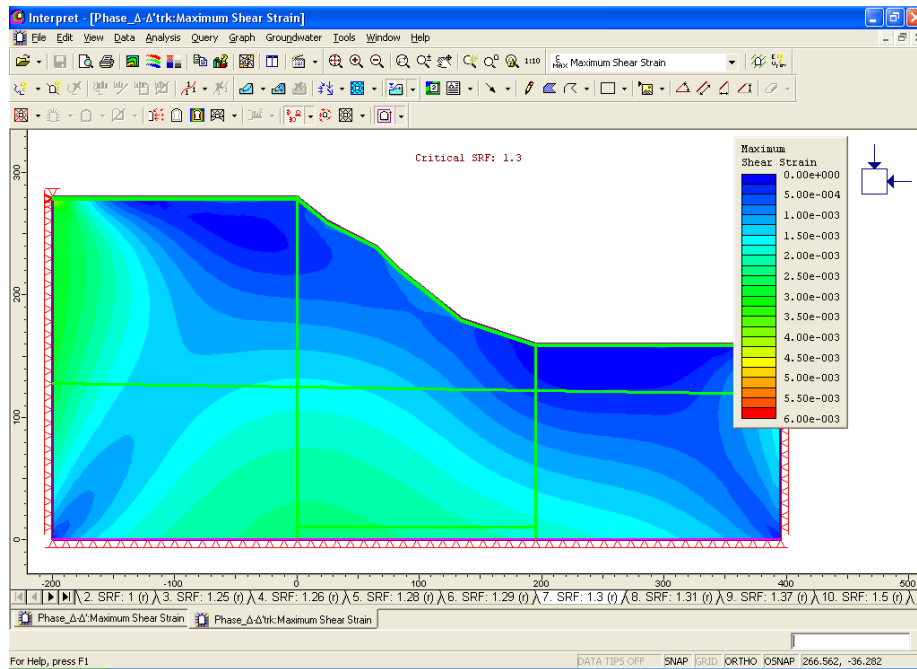 Interpret - [Phase_Δ-Δ'trk:Maximum Shear Strain]
File Edit View Data Analysis Query Graph Groundwater Tools Window Help
1:10 Maximum Shear Strain
Critical SRF: 1.3
Maximum
Shear Strain
0.00e+000
5.00e-004
1.00e-003
1.50e-003
2.00e-003
2.50e-003
3.00e-003
3.50e-003
4.00e-003
4.50e-003
5.00e-003
5.50e-003
6.00e-003
300
200
100
0
-200 -100 0 100 200 300 400 500
2. SRF: 1 (r) 3. SRF: 1.25 (r) 4. SRF: 1.26 (r) 5. SRF: 1.28 (r) 6. SRF: 1.29 (r) 7. SRF: 1.3 (r) 8. SRF: 1.31 (r) 9. SRF: 1.37 (r) 10. SRF: 1.5 (r)
Phase_Δ-Δ':Maximum Shear Strain Phase_Δ-Δ'trk:Maximum Shear Strain
For Help, press F1 DATA TIPS OFF SNAP GRID ORTHO OSNAP 266.562, -36.282